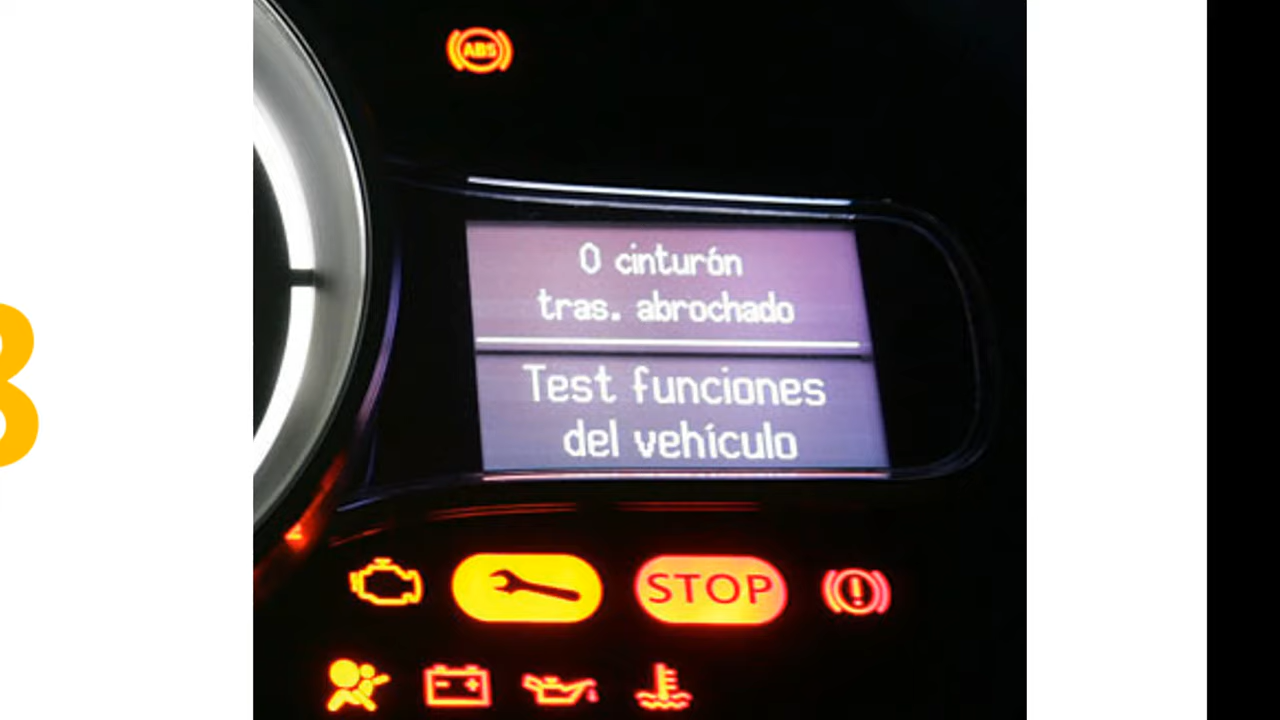 ABS
0 cinturón
tras. abrochado
Test funciones
del vehículo
STOP